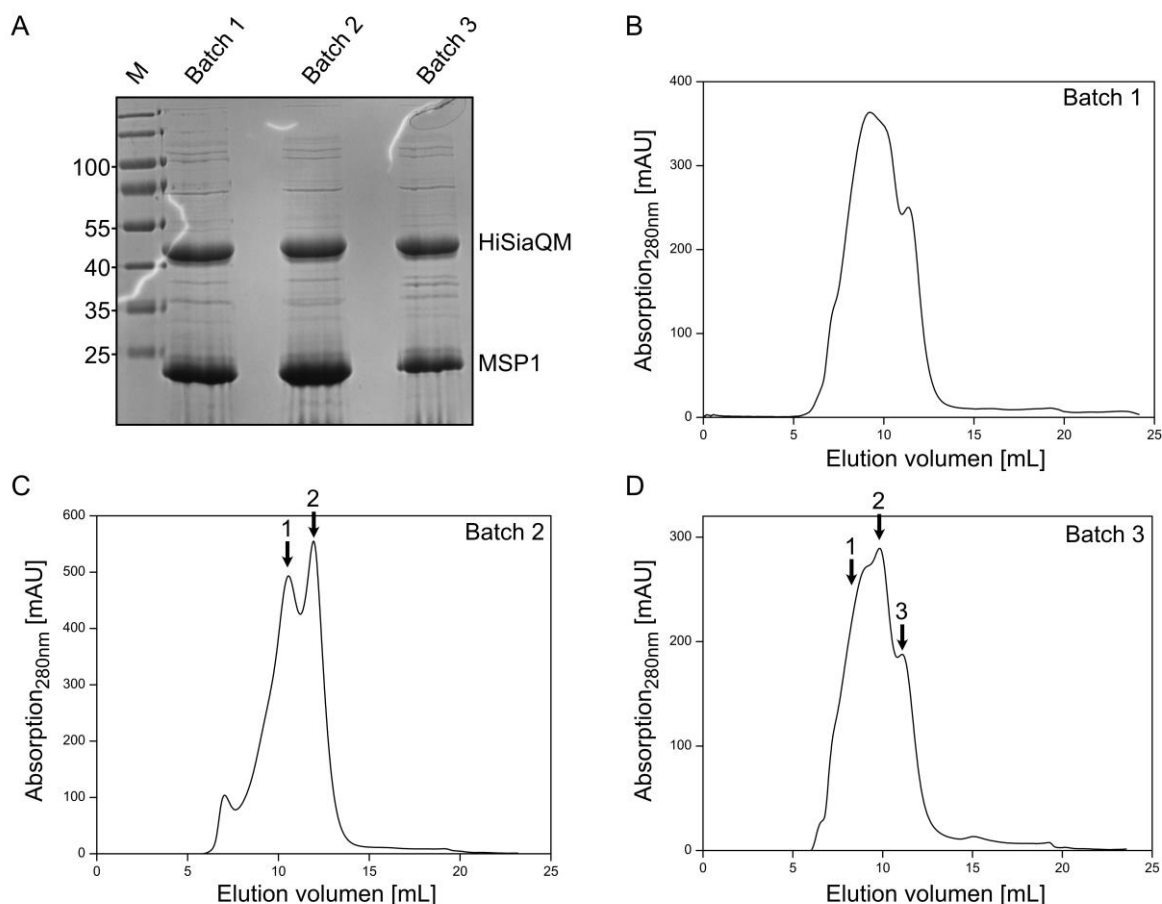 A
M
Batch 1
Batch 2
Batch 3
100
55
40
35
25
HiSiaQM
MSP1
B
Batch 1
Absorption280nm [mAU]
400
300
200
100
0
0 5 10 15 20 25
Elution volumen [mL]
C
Batch 2
1
2
Absorption280nm [mAU]
600
500
400
300
200
100
0
0 5 10 15 20 25
Elution volumen [mL]
D
Batch 3
1
2
3
Absorption280nm [mAU]
300
200
100
0
0 5 10 15 20 25
Elution volumen [mL]